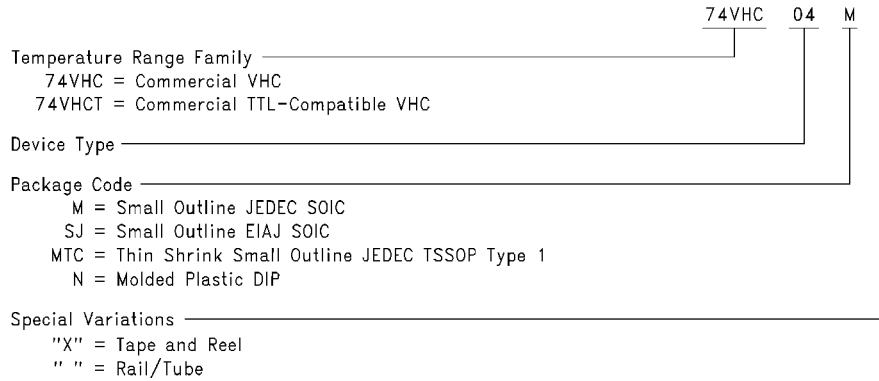 74VHC 04 M
Temperature Range Family
74VHC = Commercial VHC
74VHCT = Commercial TTL-Compatible VHC
Device Type
Package Code
M = Small Outline JEDEC SOIC
SJ = Small Outline EIAJ SOIC
MTC = Thin Shrink Small Outline JEDEC TSSOP Type 1
N = Molded Plastic DIP
Special Variations
"X" = Tape and Reel
" " = Rail/Tube